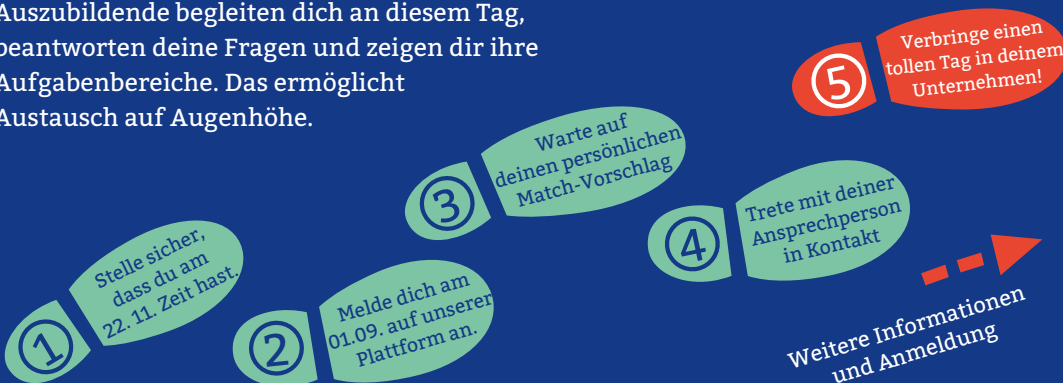 Auszubildende begleiten dich an diesem Tag,
beantworten deine Fragen und zeigen dir ihre
Aufgabenbereiche. Das ermöglicht
Austausch auf Augenhöhe.
1
Stelle sicher,
dass du am
22. 11. Zeit hast.
2
Melde dich am
01.09. auf unserer
Plattform an.
3
Warte auf
deinen persönlichen
Match-Vorschlag
4
Trete mit deiner
Ansprechperson
in Kontakt
5
Verbringe einen
tollen Tag in deinem
Unternehmen!
Weitere Informationen
und Anmeldung